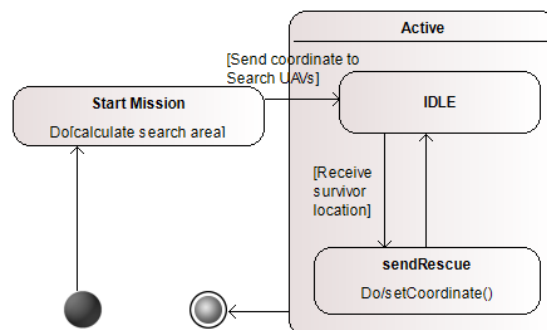 Active
[Send coordinate to
Search UAVs]
Start Mission
Do[calculate search area]
IDLE
[Receive
survivor
location]
sendRescue
Do/setCoordinate()